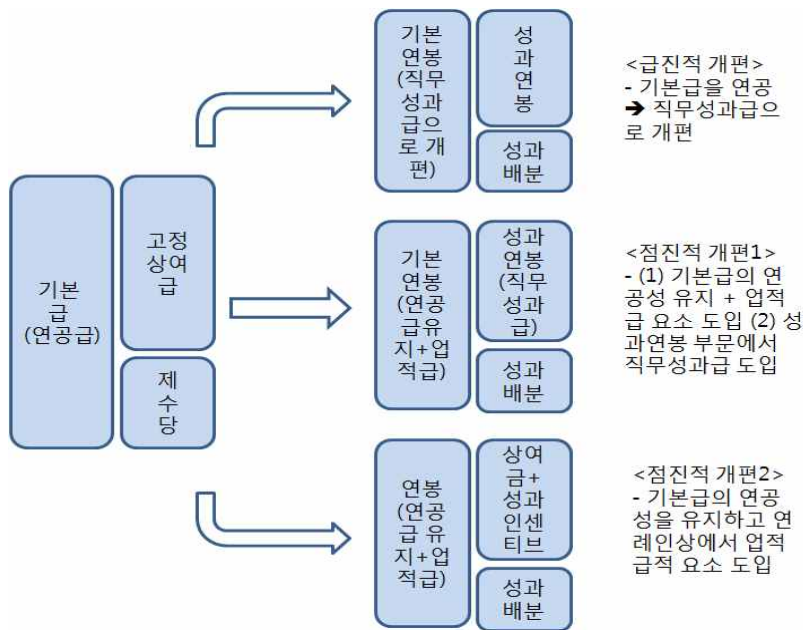 기본
급
(연공급)
고정
상여
급
제
수
당
기본
연봉
(직무
성과
급으
로 개
편)
성
과
연
봉
성과
배분
<급진적 개편>
- 기본급을 연공
➔ 직무성과급으
로 개편
기본
연봉
(연공
급유
지+업
적급)
성과
연봉
(직무
성과
급)
성과
배분
<점진적 개편1>
- (1) 기본급의 연
공성 유지 + 업적
급 요소 도입 (2) 성
과연봉 부문에서
직무성과급 도입
연봉
(연공
급 유
지+업
적급)
상여
금+
성과
인센
티브
성과
배분
<점진적 개편2>
- 기본급의 연공
성을 유지하고 연
례인상에서 업적
급적 요소 도입